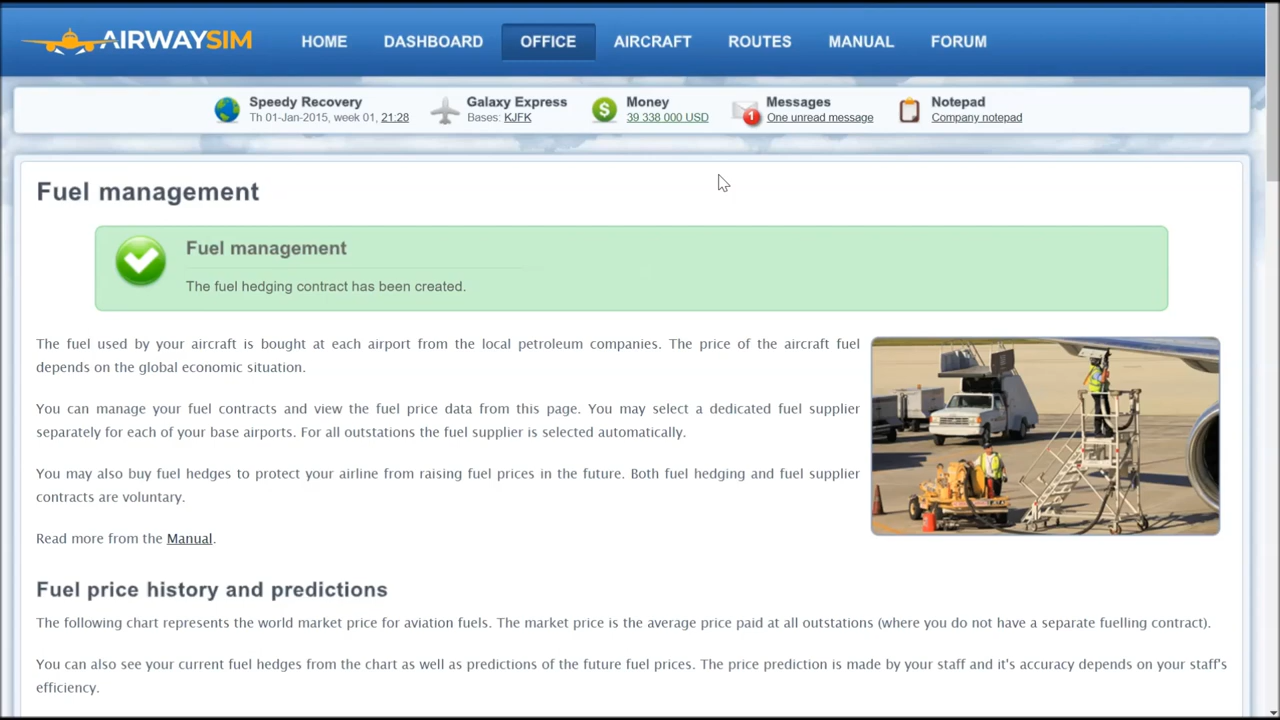 AIRWAYSIM
HOME
DASHBOARD
OFFICE
AIRCRAFT
ROUTES
MANUAL
FORUM
Speedy Recovery
Th 01-Jan-2015, week 01, 21:28
Galaxy Express
Bases: KJFK
Money
39 338 000 USD
1
Messages
One unread message
Notepad
Company notepad
Fuel management
Fuel management
The fuel hedging contract has been created.
The fuel used by your aircraft is bought at each airport from the local petroleum companies. The price of the aircraft fuel
depends on the global economic situation.
You can manage your fuel contracts and view the fuel price data from this page. You may select a dedicated fuel supplier
separately for each of your base airports. For all outstations the fuel supplier is selected automatically.
You may also buy fuel hedges to protect your airline from raising fuel prices in the future. Both fuel hedging and fuel supplier
contracts are voluntary.
Read more from the Manual.
Fuel price history and predictions
The following chart represents the world market price for aviation fuels. The market price is the average price paid at all outstations (where you do not have a separate fuelling contract).
You can also see your current fuel hedges from the chart as well as predictions of the future fuel prices. The price prediction is made by your staff and it's accuracy depends on your staff's
efficiency.